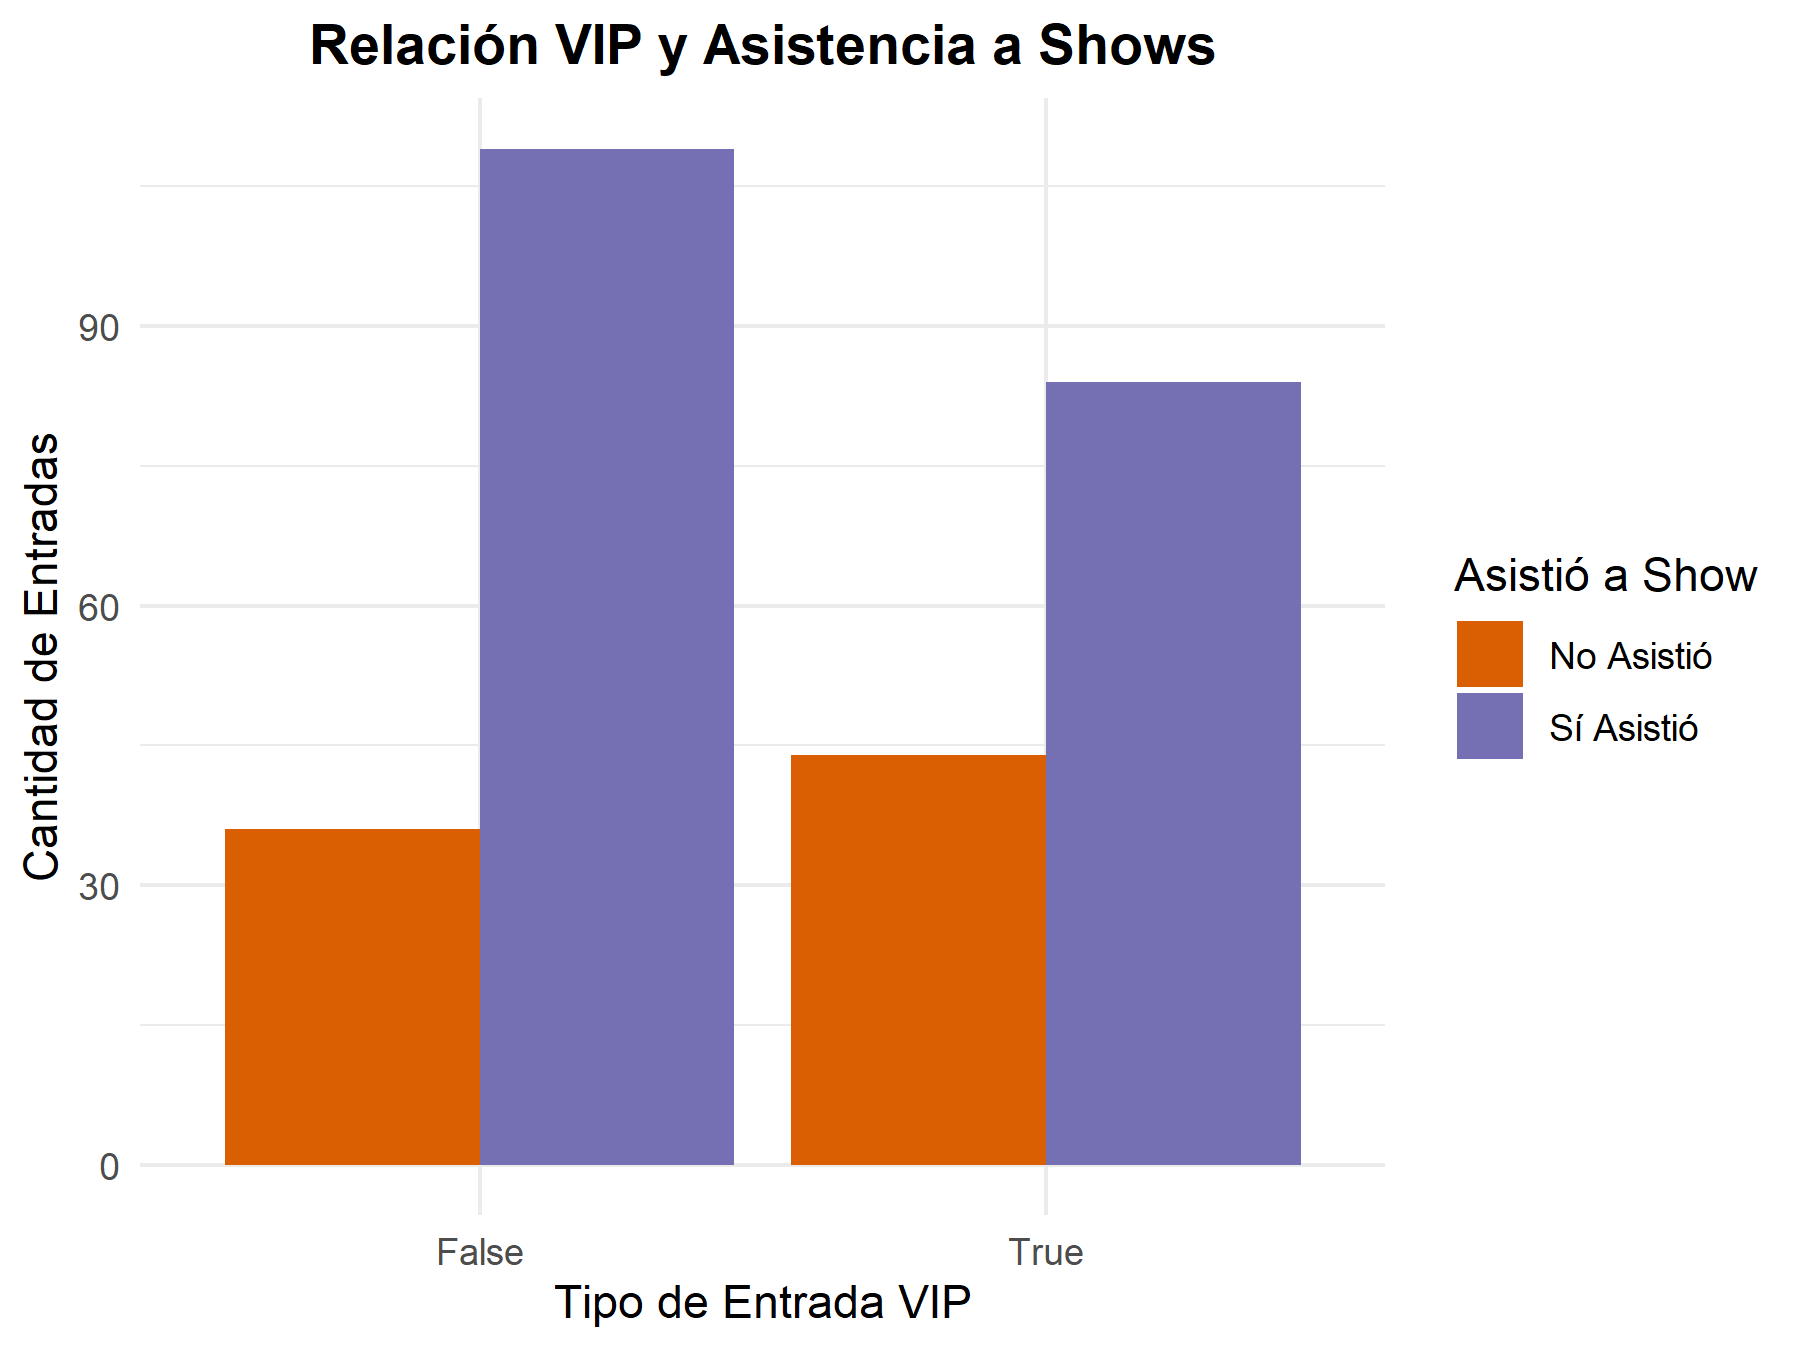 Relación VIP y Asistencia a Shows
Cantidad de Entradas
90
60
30
0
False
True
Tipo de Entrada VIP
Asistió a Show
No Asistió
Sí Asistió